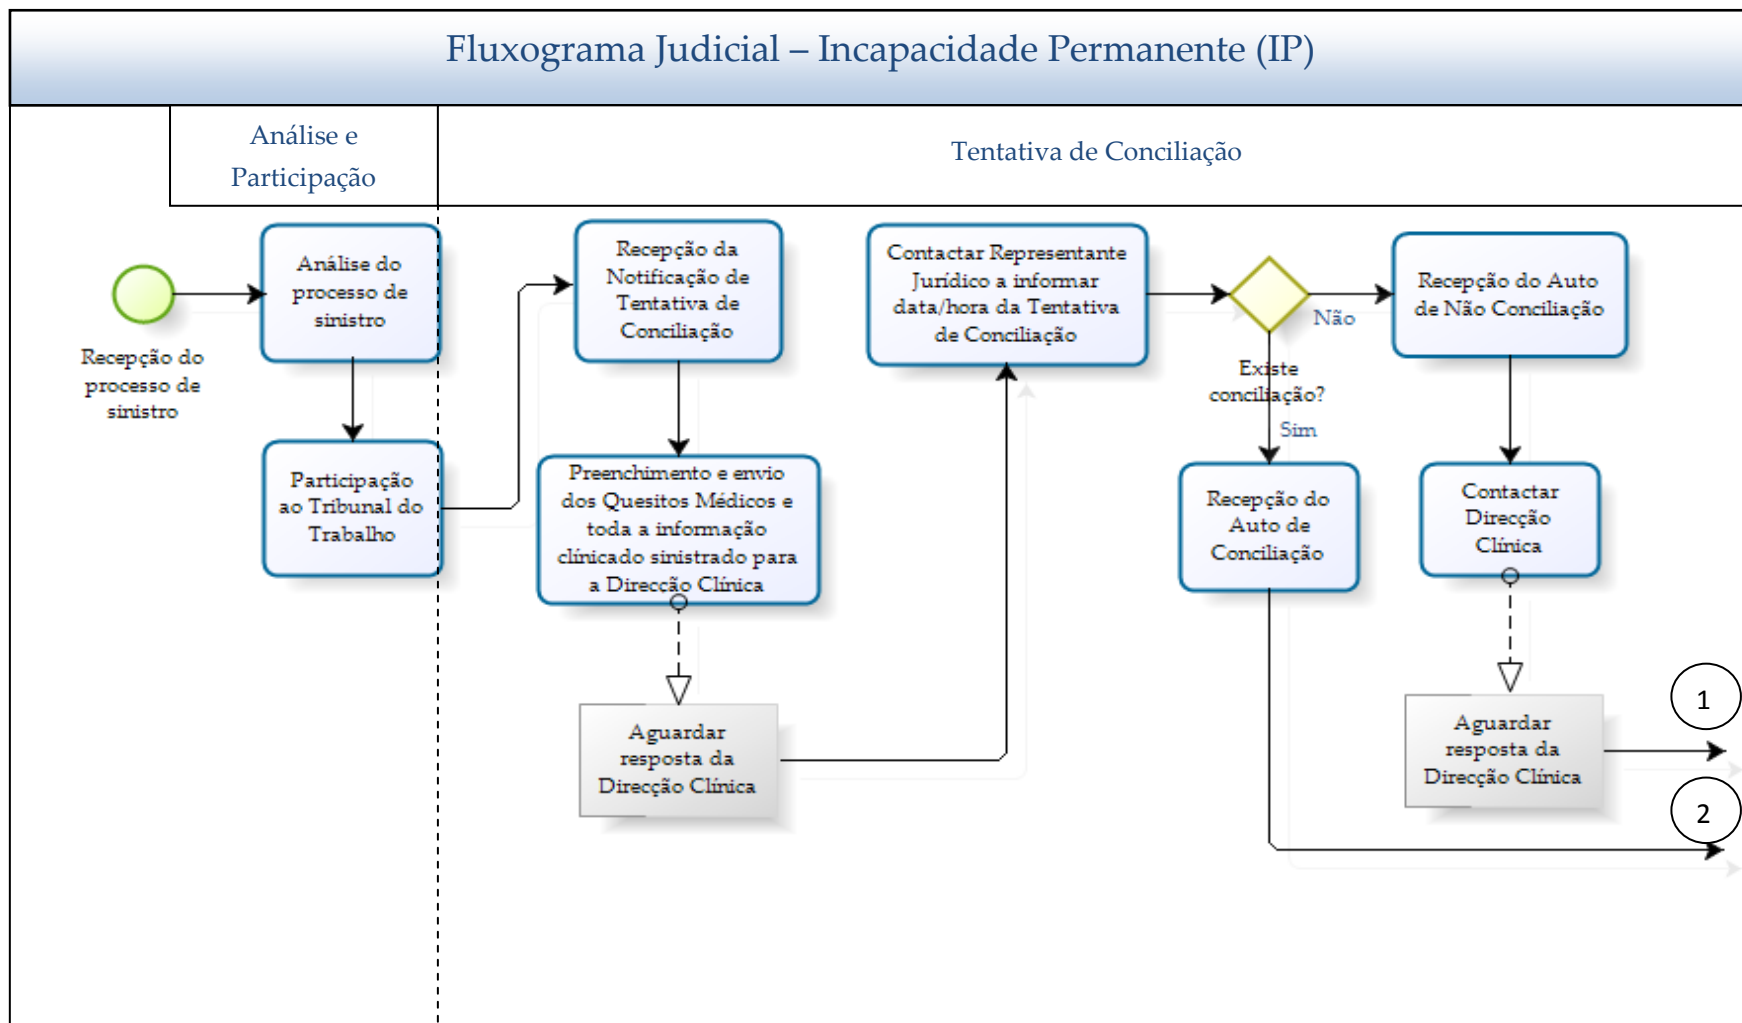 Fluxograma Judicial – Incapacidade Permanente (IP)
Análise e
Participação
Tentativa de Conciliação
Recepção do
processo de
sinistro
Análise do
processo de
sinistro
Participação
ao Tribunal do
Trabalho
Recepção da
Notificação de
Tentativa de
Conciliação
Preenchimento e envio
dos Quesitos Médicos e
toda a informação
clínicado sinistrado para
a Direcção Clínica
Aguardar
resposta da
Direcção Clínica
Contactar Representante
Jurídico a informar
data/hora da Tentativa
de Conciliação
Existe
conciliação?
Não
Sim
Recepção do
Auto de
Conciliação
Recepção do Auto
de Não Conciliação
Contactar
Direcção
Clínica
Aguardar
resposta da
Direcção Clínica
1
2